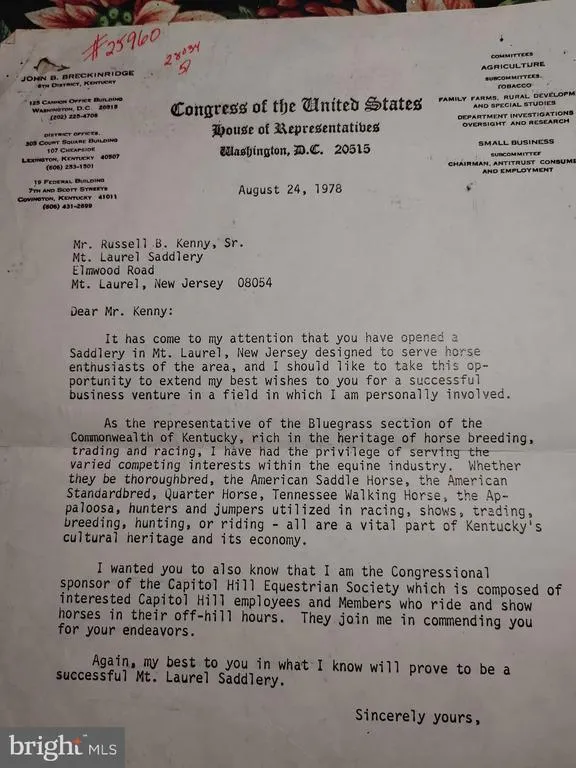 #25960
28034
JOHN B. BRECKINRIDGE
6TH DISTRICT, KENTUCKY
125 CANNON OFFICE BUILDING
WASHINGTON, D.C. 20515
(202) 225-4706
DISTRICT OFFICES:
305 COURT SQUARE BUILDING
107 CHEAPSIDE
LEXINGTON, KENTUCKY 40507
(606) 253-1501
19 FEDERAL BUILDING
7TH AND SCOTT STREETS
COVINGTON, KENTUCKY 41011
(606) 431-2899
Congress of the United States
House of Representatives
Washington, D.C. 20515
COMMITTEES
AGRICULTURE
SUBCOMMITTEES:
TOBACCO
FAMILY FARMS, RURAL DEVELOPM
AND SPECIAL STUDIES
DEPARTMENT INVESTIGATIONS
OVERSIGHT AND RESEARCH
SMALL BUSINESS
SUBCOMMITTEE
CHAIRMAN, ANTITRUST CONSUME
AND EMPLOYMENT
August 24, 1978
Mr. Russell B. Kenny, Sr.
Mt. Laurel Saddlery
Elmwood Road
Mt. Laurel, New Jersey 08054
Dear Mr. Kenny:
It has come to my attention that you have opened a
Saddlery in Mt. Laurel, New Jersey designed to serve horse
enthusiasts of the area, and I should like to take this op-
portunity to extend my best wishes to you for a successful
business venture in a field in which I am personally involved.
As the representative of the Bluegrass section of the
Commonwealth of Kentucky, rich in the heritage of horse breeding,
trading and racing, I have had the privilege of serving the
varied competing interests within the equine industry. Whether
they be thoroughbred, the American Saddle Horse, the American
Standardbred, Quarter Horse, Tennessee Walking Horse, the Ap-
paloosa, hunters and jumpers utilized in racing, shows, trading,
breeding, hunting, or riding - all are a vital part of Kentucky's
cultural heritage and its economy.
I wanted you to also know that I am the Congressional
sponsor of the Capitol Hill Equestrian Society which is composed of
interested Capitol Hill employees and Members who ride and show
horses in their off-hill hours. They join me in commending you
for your endeavors.
Again, my best to you in what I know will prove to be a
successful Mt. Laurel Saddlery.
Sincerely yours,
bright MLS